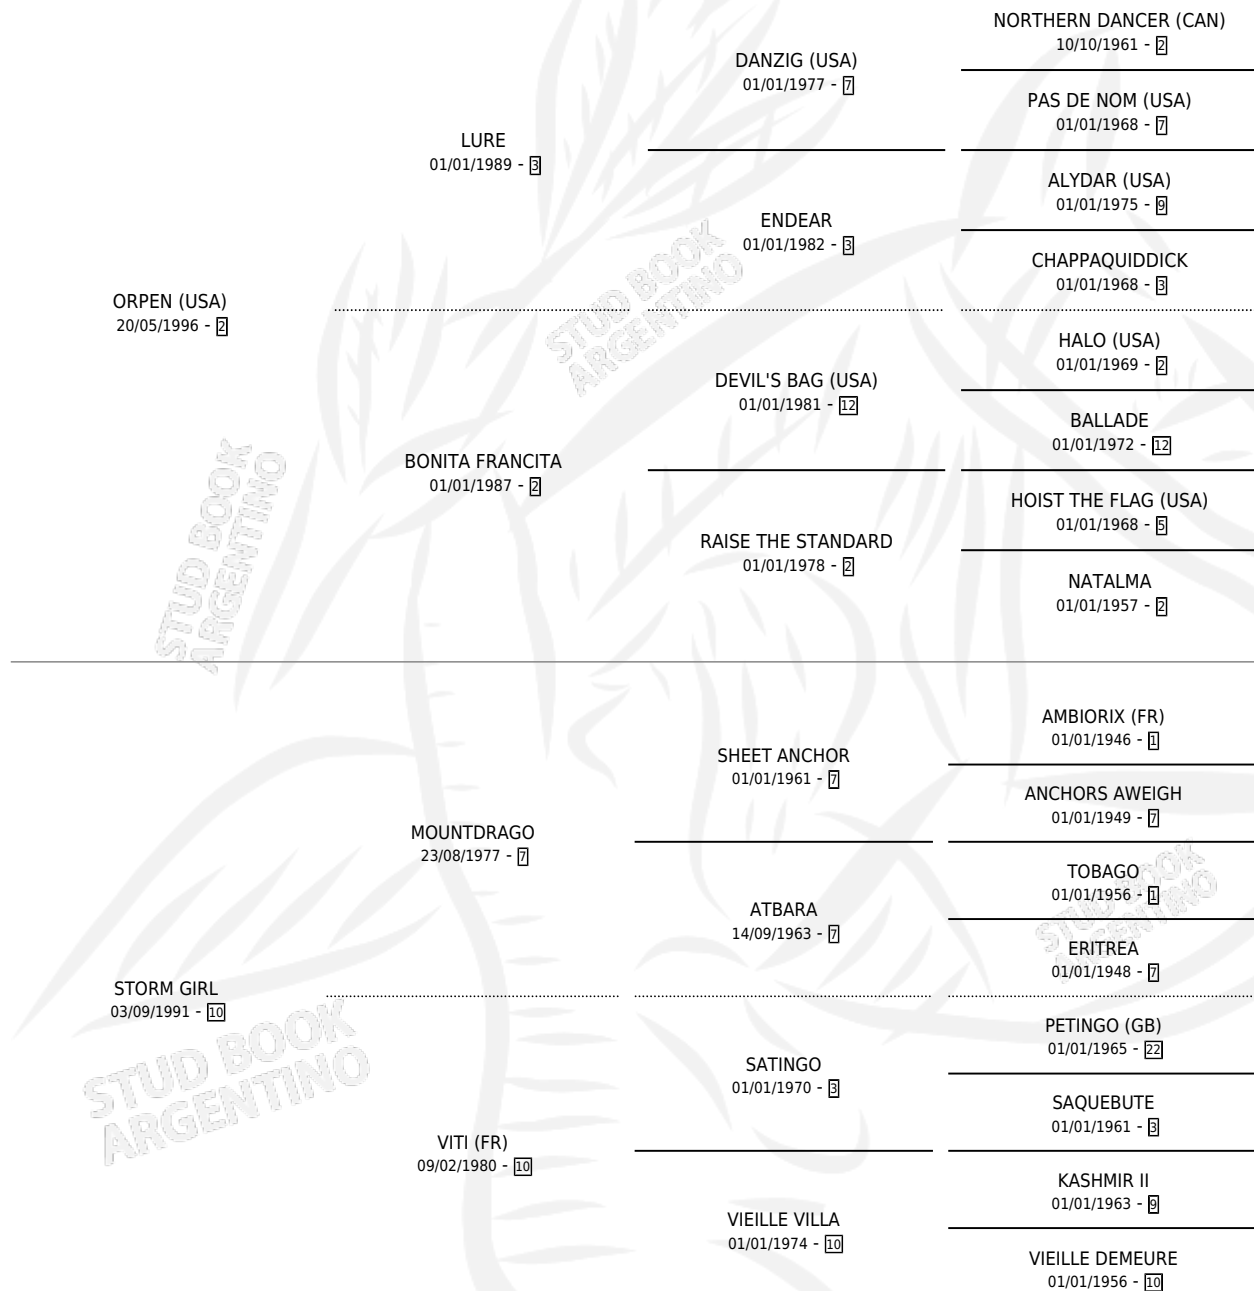 NORTHERN DANCER (CAN)
10/10/1961 - 2
DANZIG (USA)
01/01/1977 - 7
PAS DE NOM (USA)
01/01/1968 - 7
LURE
01/01/1989 - 3
ALYDAR (USA)
01/01/1975 - 9
ENDEAR
01/01/1982 - 3
CHAPPAQUIDDICK
01/01/1968 - 3
ORPEN (USA)
20/05/1996 - 2
STUD BOOK
ARGENTINO
HALO (USA)
01/01/1969 - 2
DEVIL'S BAG (USA)
01/01/1981 - 12
BALLADE
01/01/1972 - 12
BONITA FRANCITA
01/01/1987 - 2
HOIST THE FLAG (USA)
01/01/1968 - 5
RAISE THE STANDARD
01/01/1978 - 2
NATALMA
01/01/1957 - 2
STUD BOOK
ARGENTINO
AMBIORIX (FR)
01/01/1946 - 1
SHEET ANCHOR
01/01/1961 - 7
ANCHORS AWEIGH
01/01/1949 - 7
MOUNTDRAGO
23/08/1977 - 7
TOBAGO
01/01/1956 - 1
ATBARA
14/09/1963 - 7
ERITREA
01/01/1948 - 7
STUD BOOK
ARGENTINO
STORM GIRL
03/09/1991 - 10
PETINGO (GB)
01/01/1965 - 22
SATINGO
01/01/1970 - 3
SAQUEBUTE
01/01/1961 - 3
STUD BOOK
ARGENTINO
VITI (FR)
09/02/1980 - 10
KASHMIR II
01/01/1963 - 9
VIEILLE VILLA
01/01/1974 - 10
VIEILLE DEMEURE
01/01/1956 - 10